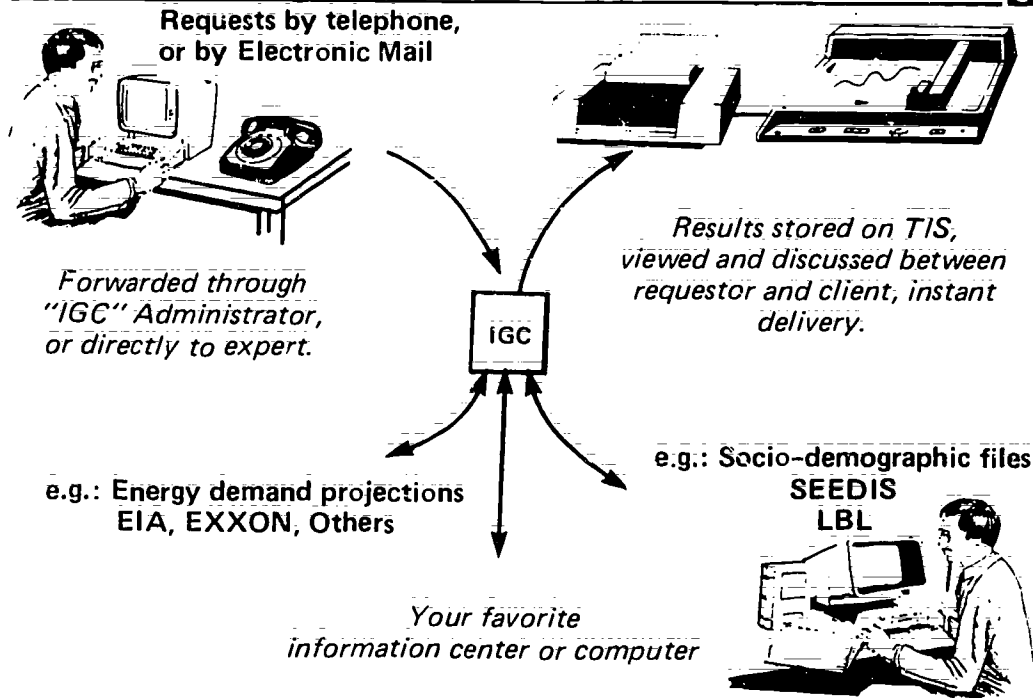 Requests by telephone,
or by Electronic Mail
Forwarded through
"IGC" Administrator,
or directly to expert.
Results stored on TIS,
viewed and discussed between
requestor and client, instant
delivery.
IGC
e.g.: Energy demand projections
EIA, EXXON, Others
e.g.: Socio-demographic files
SEEDIS
LBL
Your favorite
information center or computer